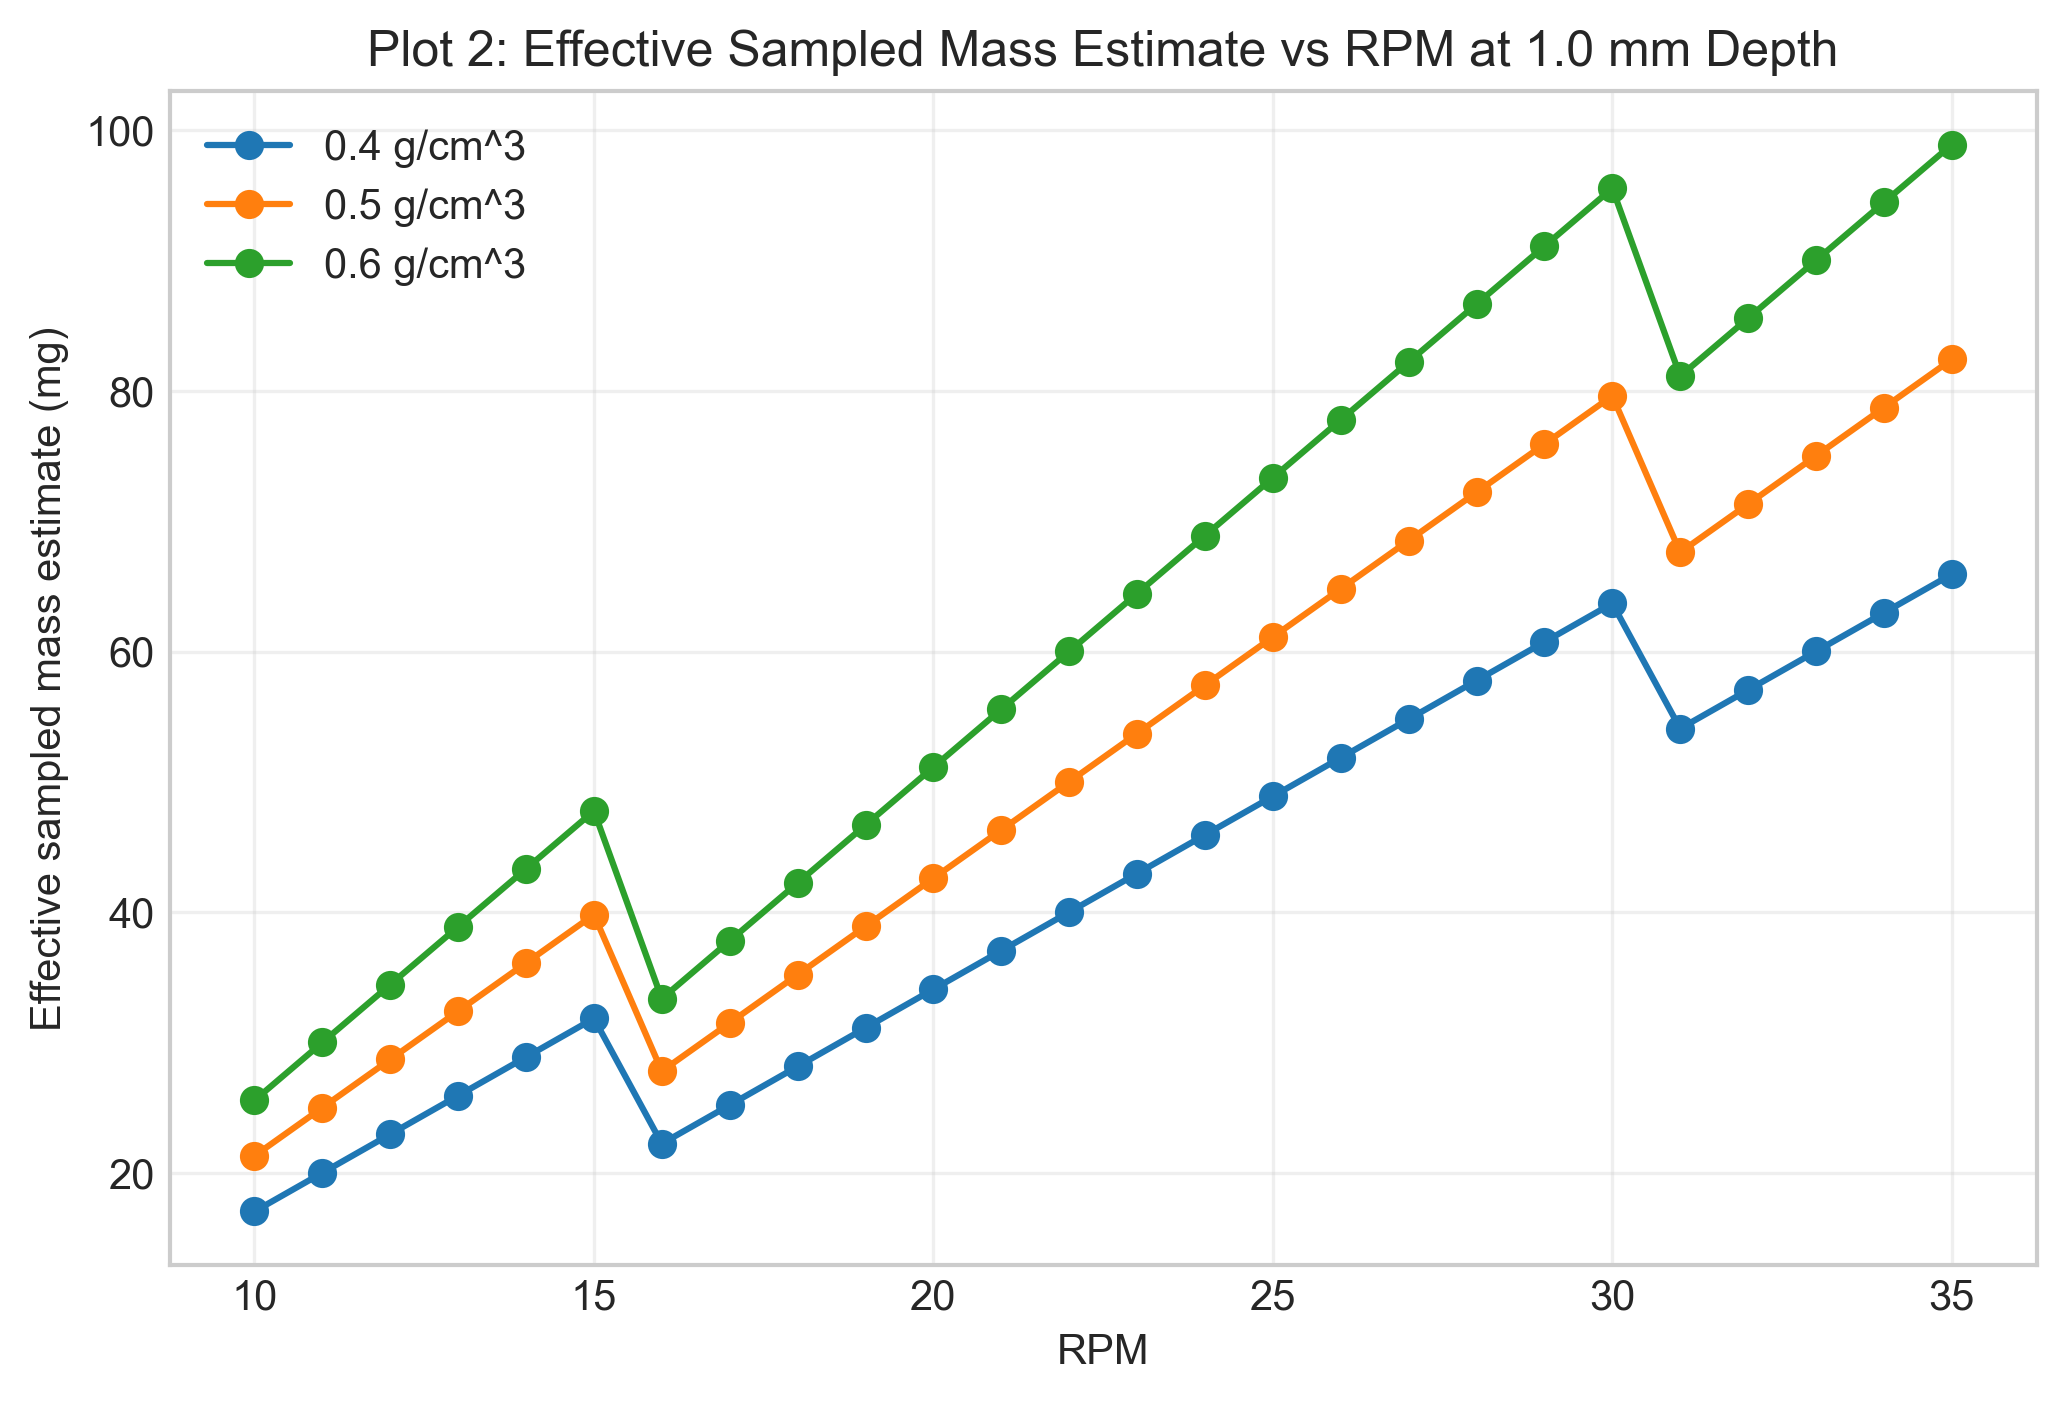 Plot 2: Effective Sampled Mass Estimate vs RPM at 1.0 mm Depth
0.4 g/cm^3
0.5 g/cm^3
0.6 g/cm^3
Effective sampled mass estimate (mg)
100
80
60
40
20
10 15 20 25 30 35
RPM